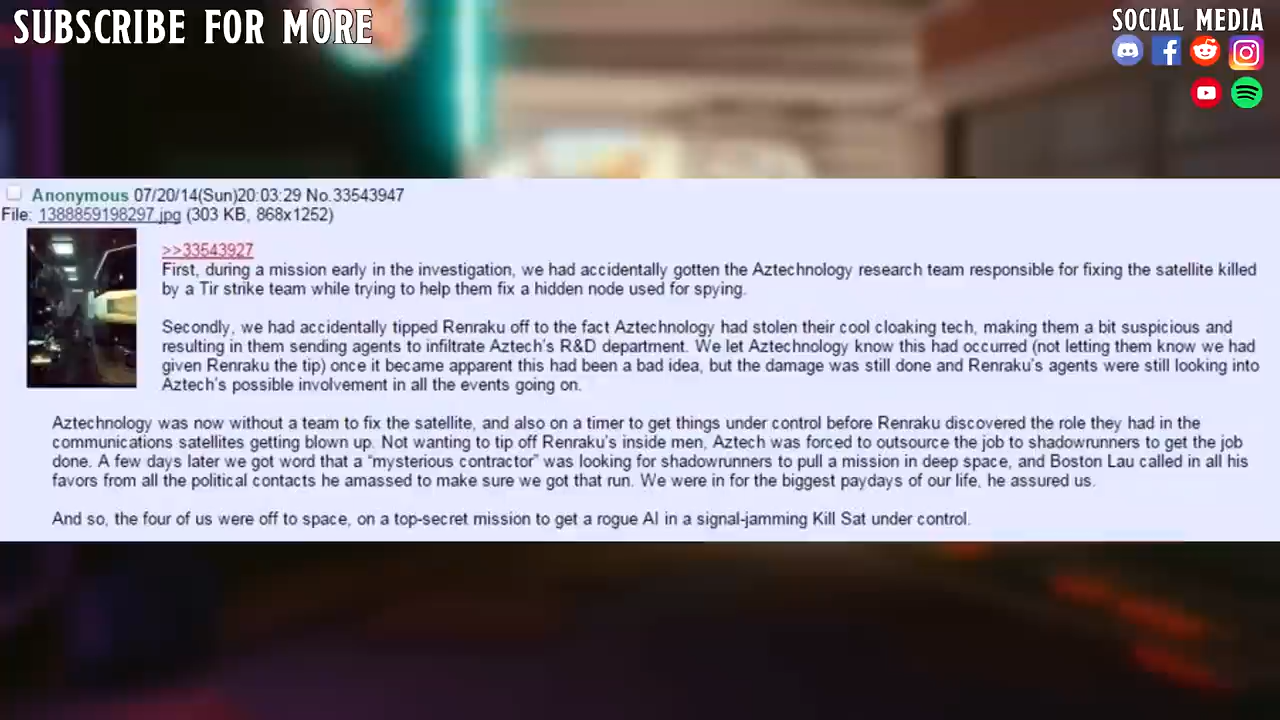 SUBSCRIBE FOR MORE
SOCIAL MEDIA
Anonymous 07/20/14(Sun)20:03:29 No.33543947
File: 1388859198297.jpg (303 KB, 868x1252)
>>33543927
First, during a mission early in the investigation, we had accidentally gotten the Aztechnology research team responsible for fixing the satellite killed
by a Tir strike team while trying to help them fix a hidden node used for spying.
Secondly, we had accidentally tipped Renraku off to the fact Aztechnology had stolen their cool cloaking tech, making them a bit suspicious and
resulting in them sending agents to infiltrate Aztech's R&D department. We let Aztechnology know this had occurred (not letting them know we had
given Renraku the tip) once it became apparent this had been a bad idea, but the damage was still done and Renraku's agents were still looking into
Aztech's possible involvement in all the events going on.
Aztechnology was now without a team to fix the satellite, and also on a timer to get things under control before Renraku discovered the role they had in the
communications satellites getting blown up. Not wanting to tip off Renraku's inside men, Aztech was forced to outsource the job to shadowrunners to get the job
done. A few days later we got word that a “mysterious contractor” was looking for shadowrunners to pull a mission in deep space, and Boston Lau called in all his
favors from all the political contacts he amassed to make sure we got that run. We were in for the biggest paydays of our life, he assured us.
And so, the four of us were off to space, on a top-secret mission to get a rogue AI in a signal-jamming Kill Sat under control.